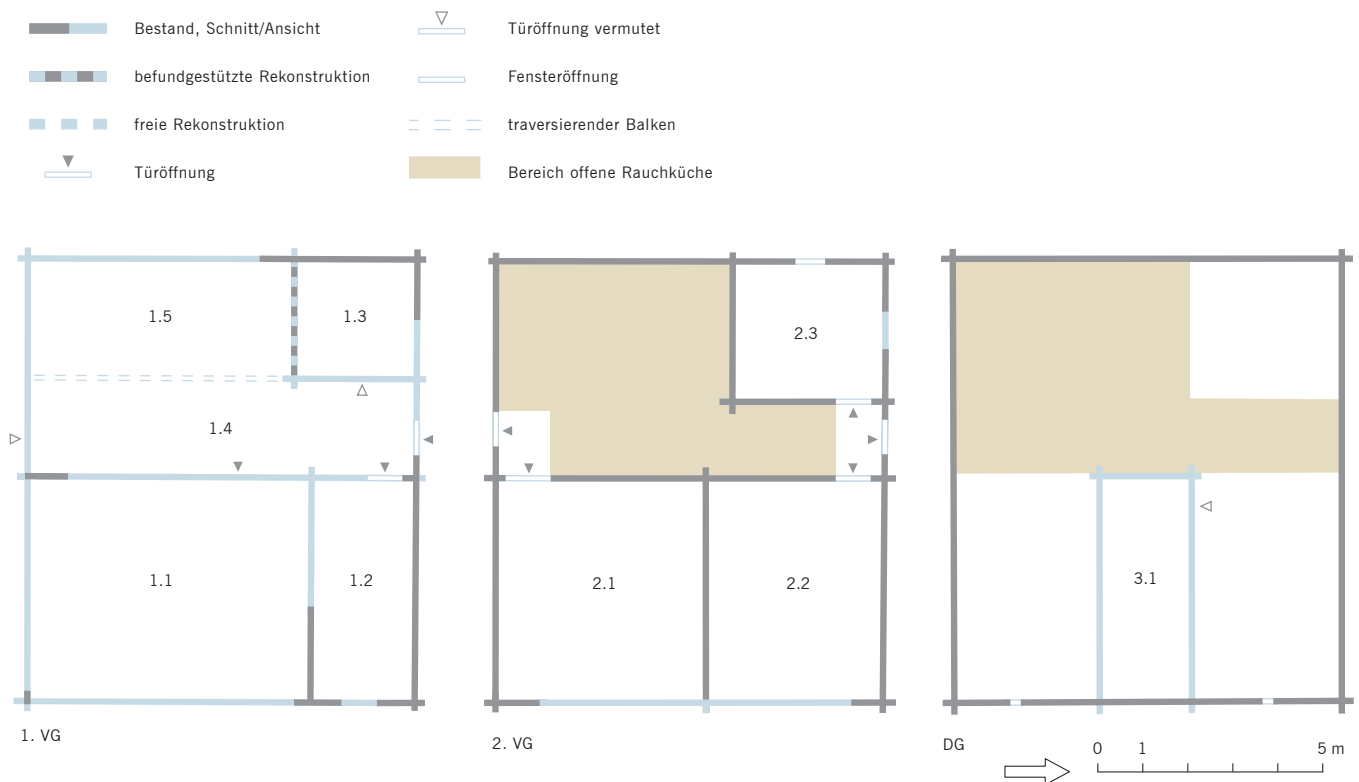 Bestand, Schnitt/Ansicht
befundgestützte Rekonstruktion
freie Rekonstruktion
Türöffnung
Türöffnung vermutet
Fensteröffnung
traversierender Balken
Bereich offene Rauchküche
1.5
1.3
1.4
1.1
1.2
1. VG
2.3
2.1
2.2
2. VG
3.1
DG
0 1 5 m